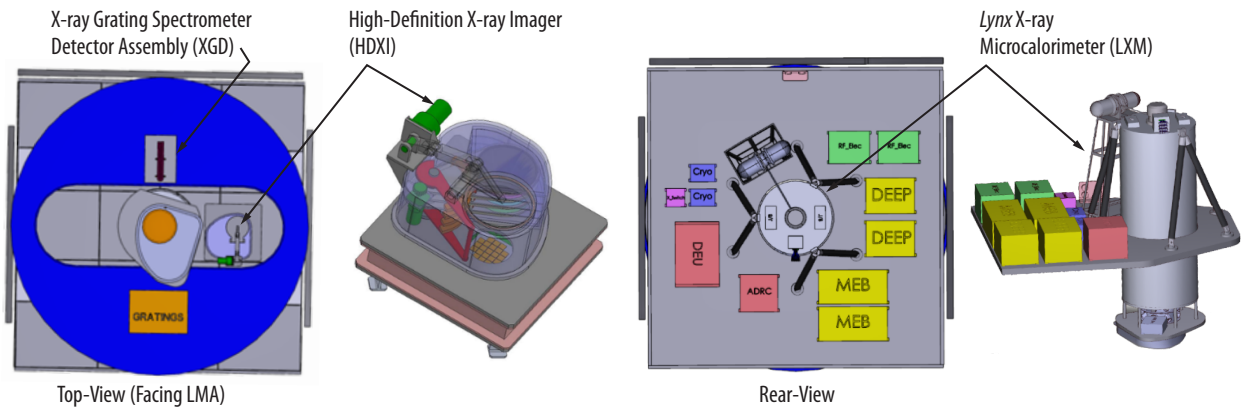 X-ray Grating Spectrometer
Detector Assembly (XGD)
High-Definition X-ray Imager
(HDXI)
Lynx X-ray
Microcalorimeter (LXM)
GRATINGS
RF_Elec
RF_Elec
Cryo
Cryo
DEEP
DEEP
DEU
ADRC
MEB
MEB
Top-View (Facing LMA)
Rear-View